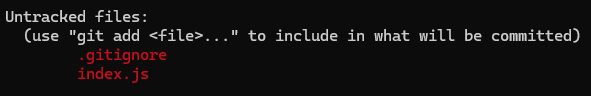 Untracked files:
  (use "git add <file>..." to include in what will be committed)
        .gitignore
        index.js